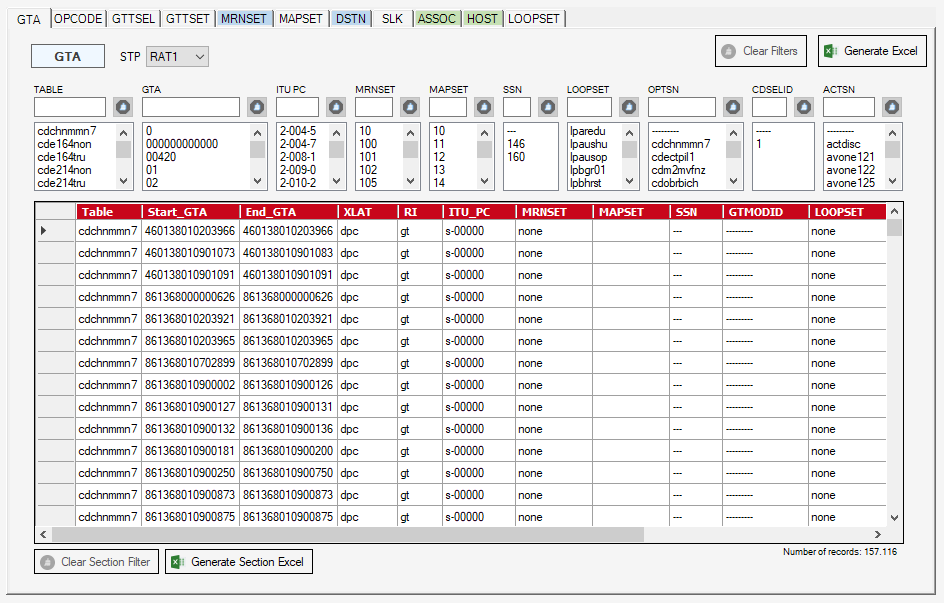 GTA OPCODE GTTSEL GTTSET MRNSET MAPSET DSTN SLK ASSOC HOST LOOPSET
GTA STP RAT1 Clear Filters Generate Excel
TABLE GTA ITU PC MRNSET MAPSET SSN LOOPSET OPTSN CDSELID ACTSN
cdchnmmn7 0 2-004-5 10 10 --- lparedu --------- ----- ---------
cde164non 000000000000 2-004-7 100 11 146 lpaushu cdchnmmn7 1 actdisc
cde164tru 00420 2-008-1 101 12 160 lpausop cdectpil1 avone121
cde214non 01 2-009-0 102 13 lpbgr01 cdm2mvfnz avone122
cde214tru 02 2-010-2 105 14 lpbhrst cdobrbich avone125
Table Start_GTA End_GTA XLAT RI ITU_PC MRNSET MAPSET SSN GTMODID LOOPSET
cdchnmmn7 460138010203966 460138010203966 dpc gt s-00000 none --- --------- none
cdchnmmn7 460138010901073 460138010901083 dpc gt s-00000 none --- --------- none
cdchnmmn7 460138010901091 460138010901091 dpc gt s-00000 none --- --------- none
cdchnmmn7 861368000000626 861368000000626 dpc gt s-00000 none --- --------- none
cdchnmmn7 861368010203921 861368010203921 dpc gt s-00000 none --- --------- none
cdchnmmn7 861368010203965 861368010203965 dpc gt s-00000 none --- --------- none
cdchnmmn7 861368010702899 861368010702899 dpc gt s-00000 none --- --------- none
cdchnmmn7 861368010900002 861368010900126 dpc gt s-00000 none --- --------- none
cdchnmmn7 861368010900127 861368010900131 dpc gt s-00000 none --- --------- none
cdchnmmn7 861368010900132 861368010900136 dpc gt s-00000 none --- --------- none
cdchnmmn7 861368010900181 861368010900200 dpc gt s-00000 none --- --------- none
cdchnmmn7 861368010900250 861368010900750 dpc gt s-00000 none --- --------- none
cdchnmmn7 861368010900873 861368010900873 dpc gt s-00000 none --- --------- none
cdchnmmn7 861368010900875 861368010900875 dpc gt s-00000 none --- --------- none
Number of records: 157.116
Clear Section Filter Generate Section Excel